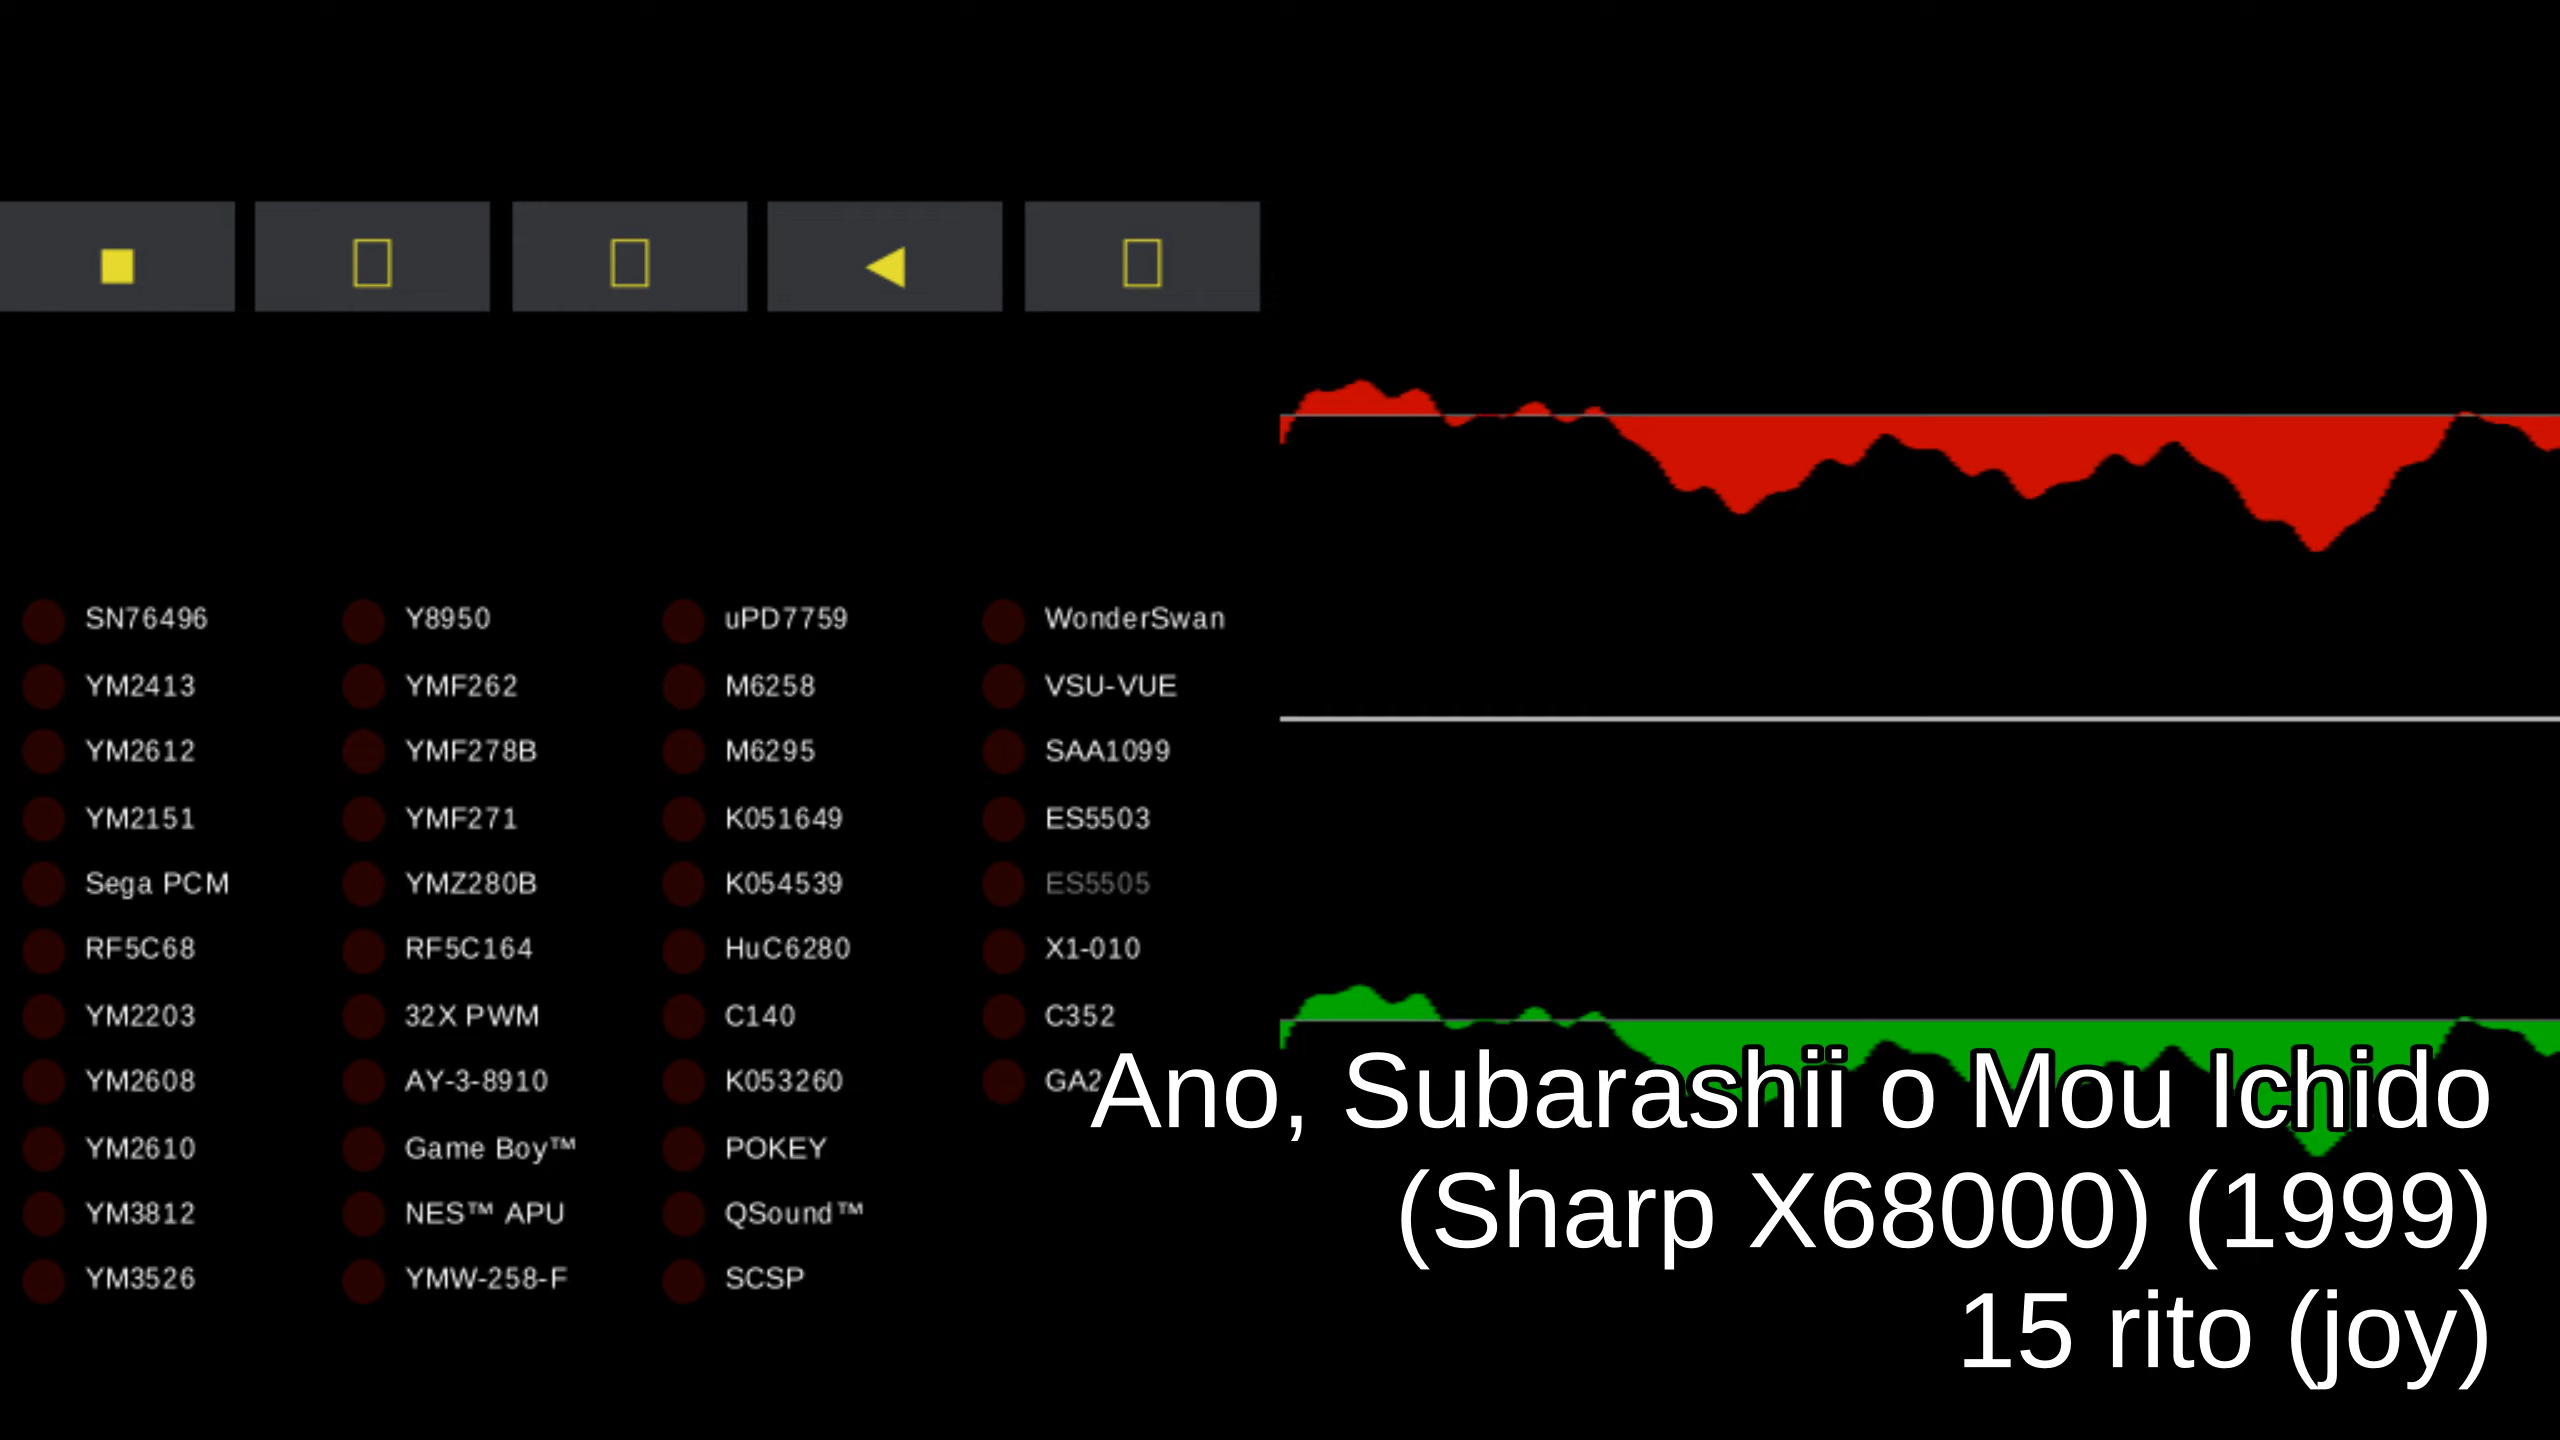 SN76496 Y8950 uPD7759 WonderSwan
YM2413 YMF262 M6258 VSU-VUE
YM2612 YMF278B M6295 SAA1099
YM2151 YMF271 K051649 ES5503
Sega PCM YMZ280B K054539 ES5505
RF5C68 RF5C164 HuC6280 X1-010
YM2203 32X PWM C140 C352
YM2608 AY-3-8910 K053260
YM2610 Game Boy™ POKEY
YM3812 NES™ APU QSound™
YM3526 YMW-258-F SCSP
Ano, Subarashii o Mou Ichido
(Sharp X68000) (1999)
15 rito (joy)